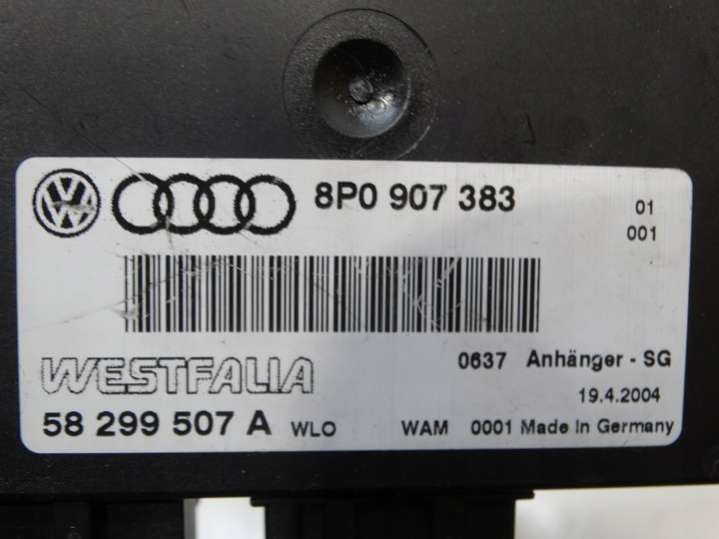 8P0 907 383
01
001
WESTFALIA
0637 Anhänger - SG
19.4.2004
58 299 507 A WLO WAM 0001 Made In Germany